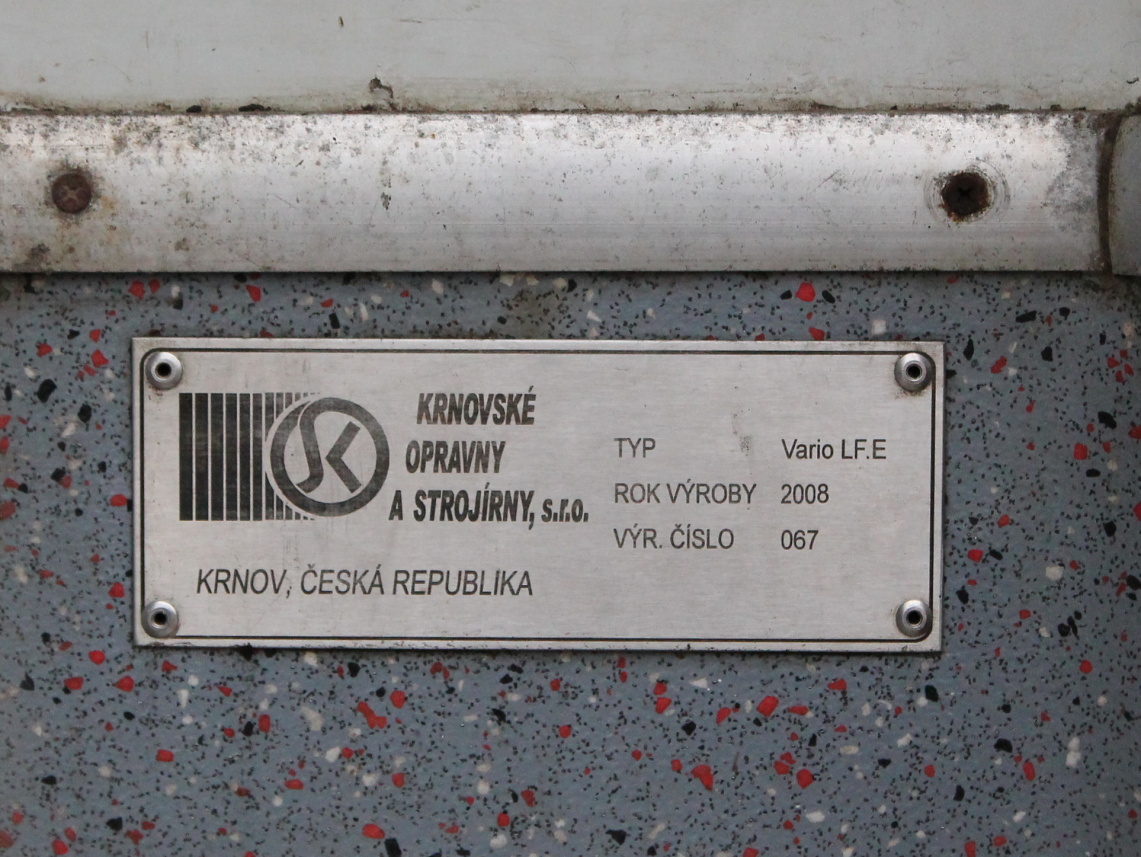 KRNOVSKÉ
OPRAVNY
A STROJÍRNY, s.r.o.
KRNOV, ČESKÁ REPUBLIKA
TYP Vario LF.E
ROK VÝROBY 2008
VÝR. ČÍSLO 067